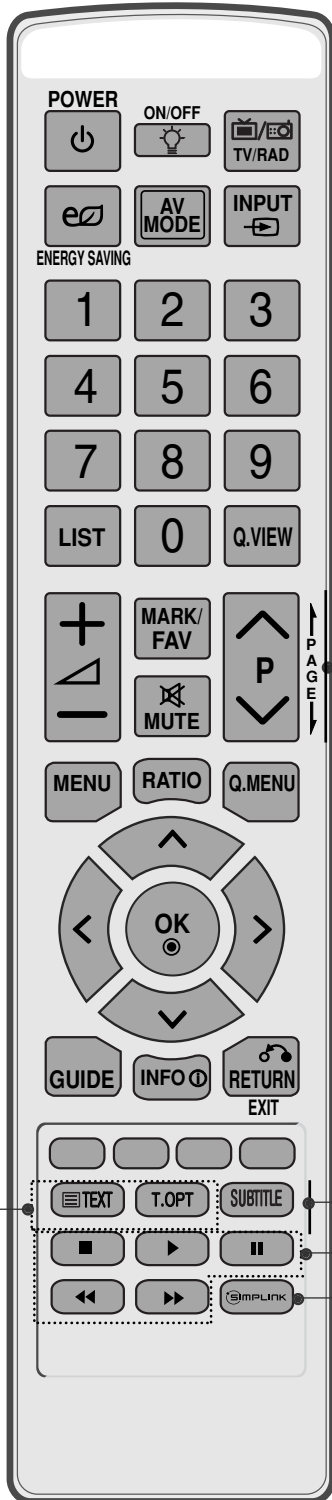 POWER
ON/OFF
/
TV/RAD
e
AV
MODE
INPUT
ENERGY SAVING
1 2 3
4 5 6
7 8 9
LIST 0 Q.VIEW
MARK/
FAV
P
PAGE
MUTE
MENU RATIO Q.MENU
OK
GUIDE INFO i RETURN
EXIT
TEXT T.OPT SUBTITLE
SIMPLINK